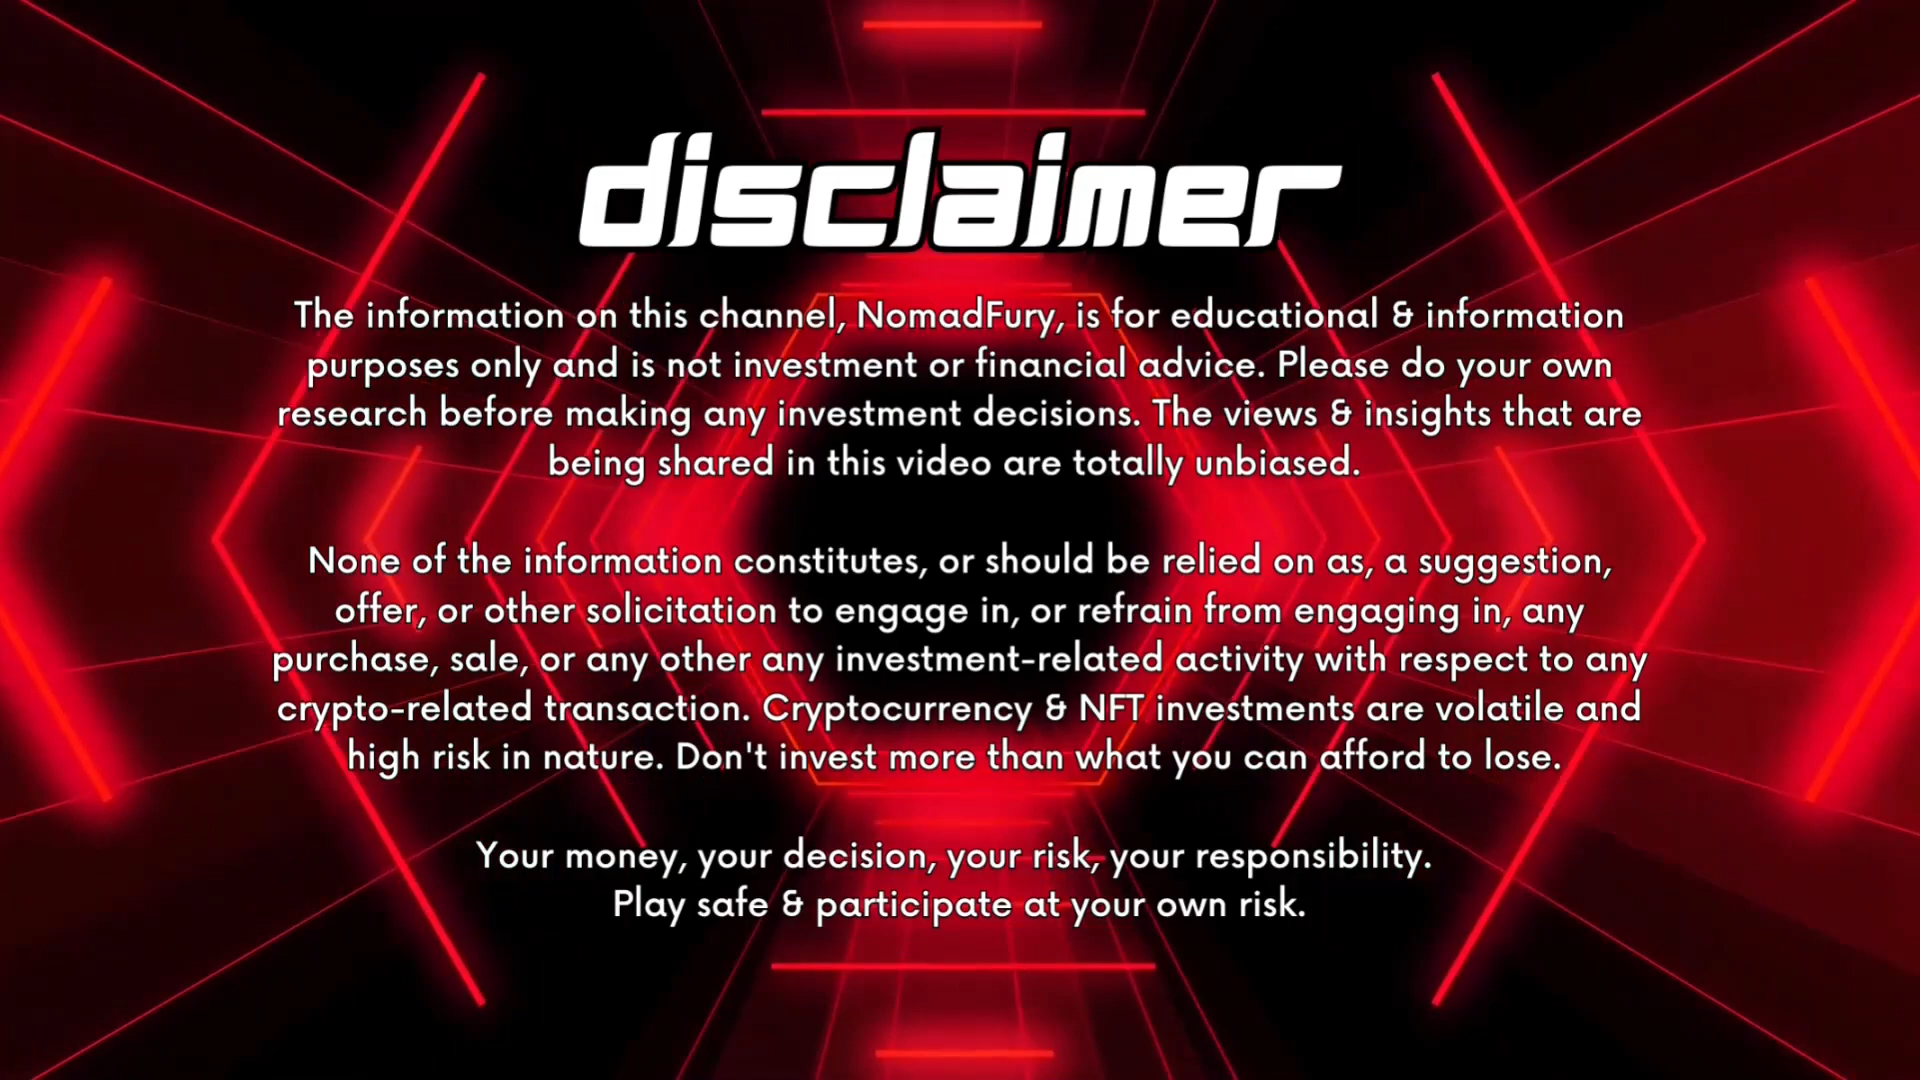 disclaimer
The information on this channel, NomadFury, is for educational & information
purposes only and is not investment or financial advice. Please do your own
research before making any investment decisions. The views & insights that are
being shared in this video are totally unbiased.
None of the information constitutes, or should be relied on as, a suggestion,
offer, or other solicitation to engage in, or refrain from engaging in, any
purchase, sale, or any other any investment-related activity with respect to any
crypto-related transaction. Cryptocurrency & NFT investments are volatile and
high risk in nature. Don't invest more than what you can afford to lose.
Your money, your decision, your risk, your responsibility.
Play safe & participate at your own risk.